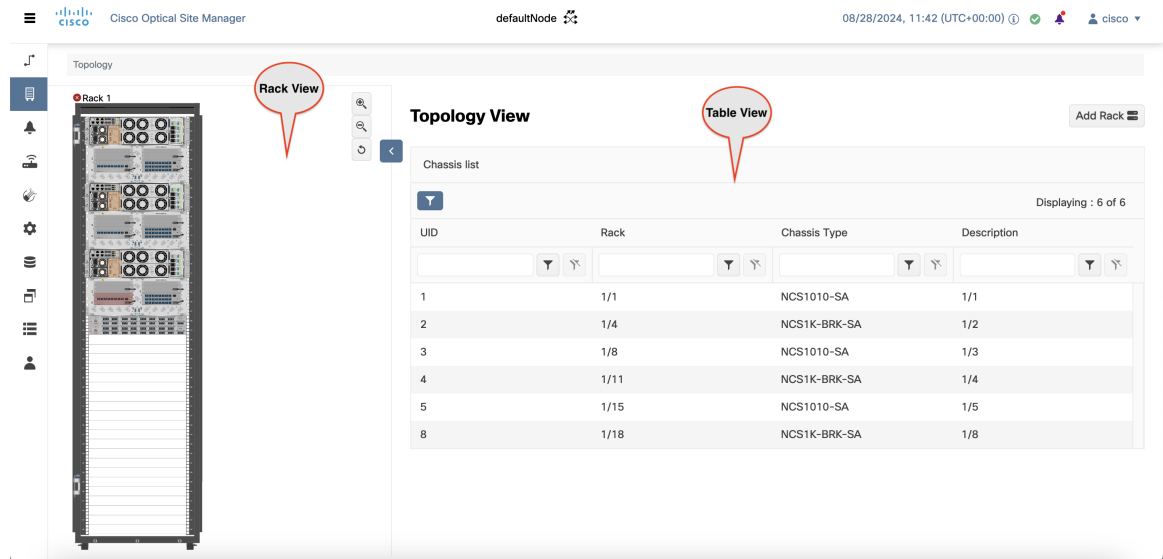 CISCO
Cisco Optical Site Manager
defaultNode
08/28/2024, 11:42 (UTC+00:00)
cisco
Topology
Rack 1
Rack View
Topology View
Table View
Add Rack
Chassis list
Displaying : 6 of 6
UID Rack Chassis Type Description
1 1/1 NCS1010-SA 1/1
2 1/4 NCS1K-BRK-SA 1/2
3 1/8 NCS1010-SA 1/3
4 1/11 NCS1K-BRK-SA 1/4
5 1/15 NCS1010-SA 1/5
8 1/18 NCS1K-BRK-SA 1/8